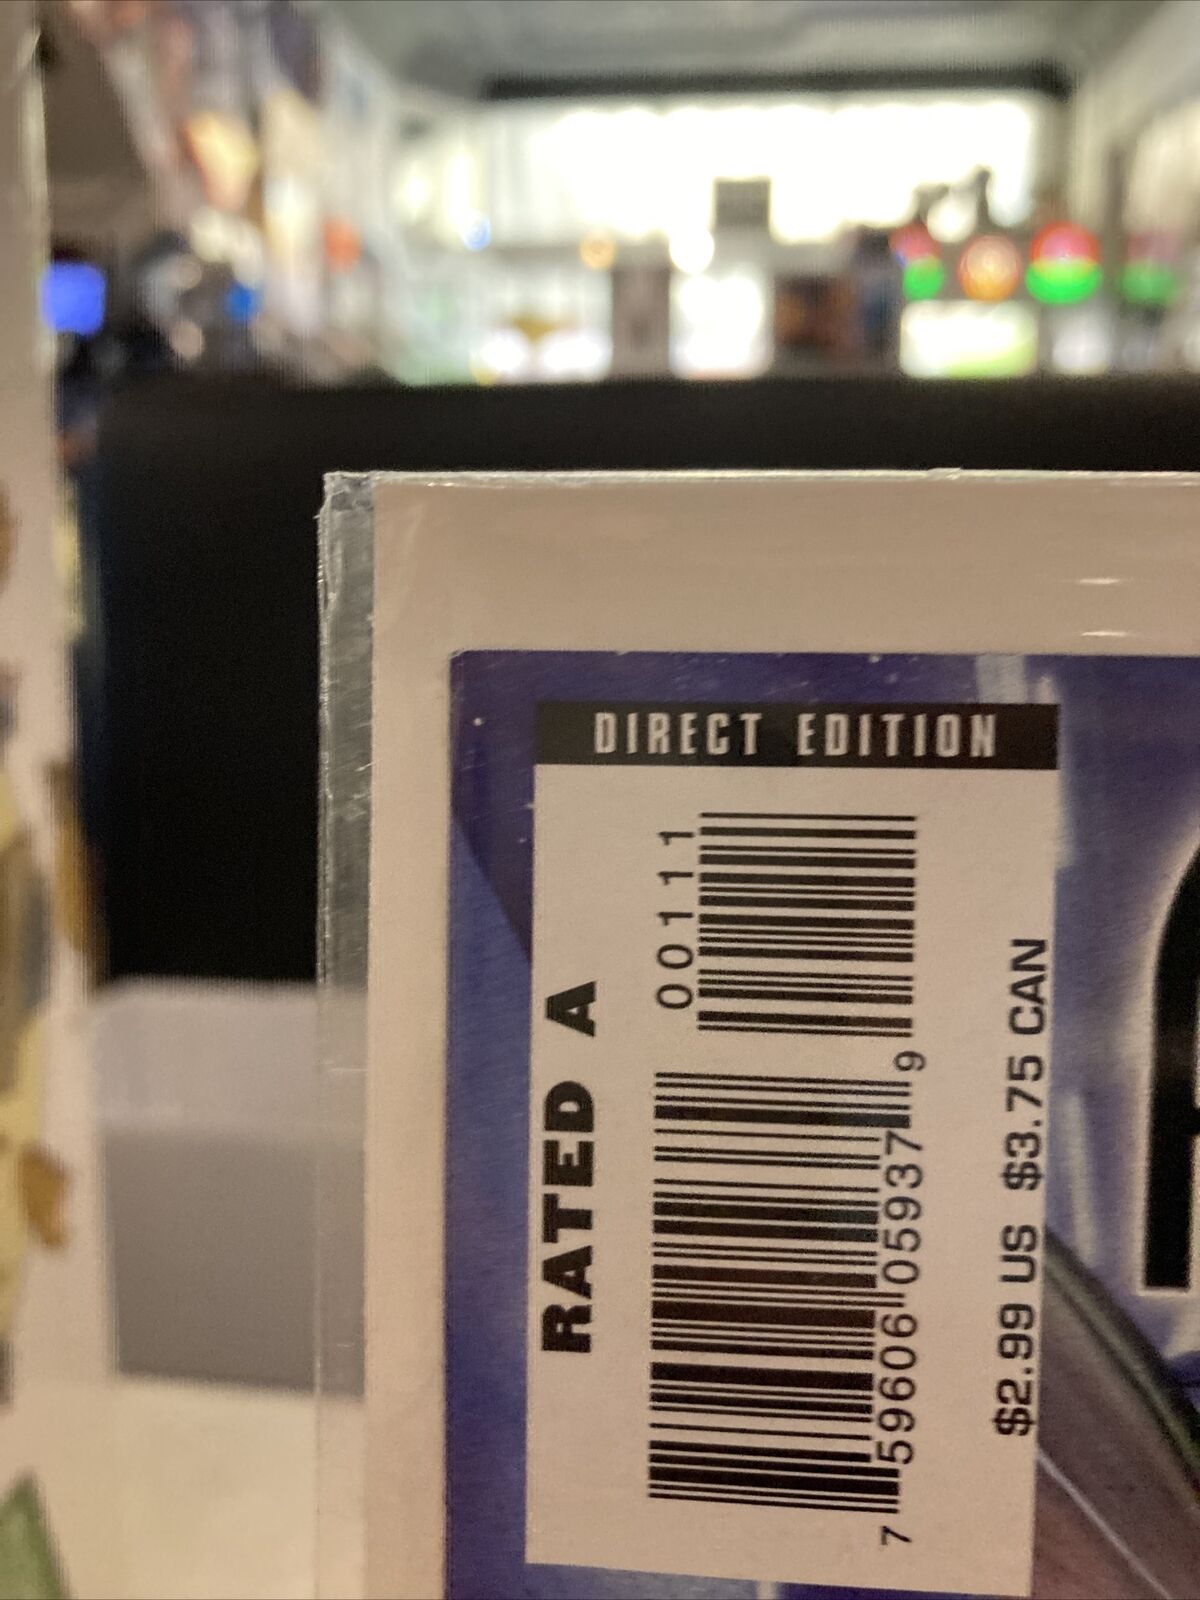 DIRECT EDITION
RATED A
00111
7 59606 05937 9
$2.99 US $3.75 CAN